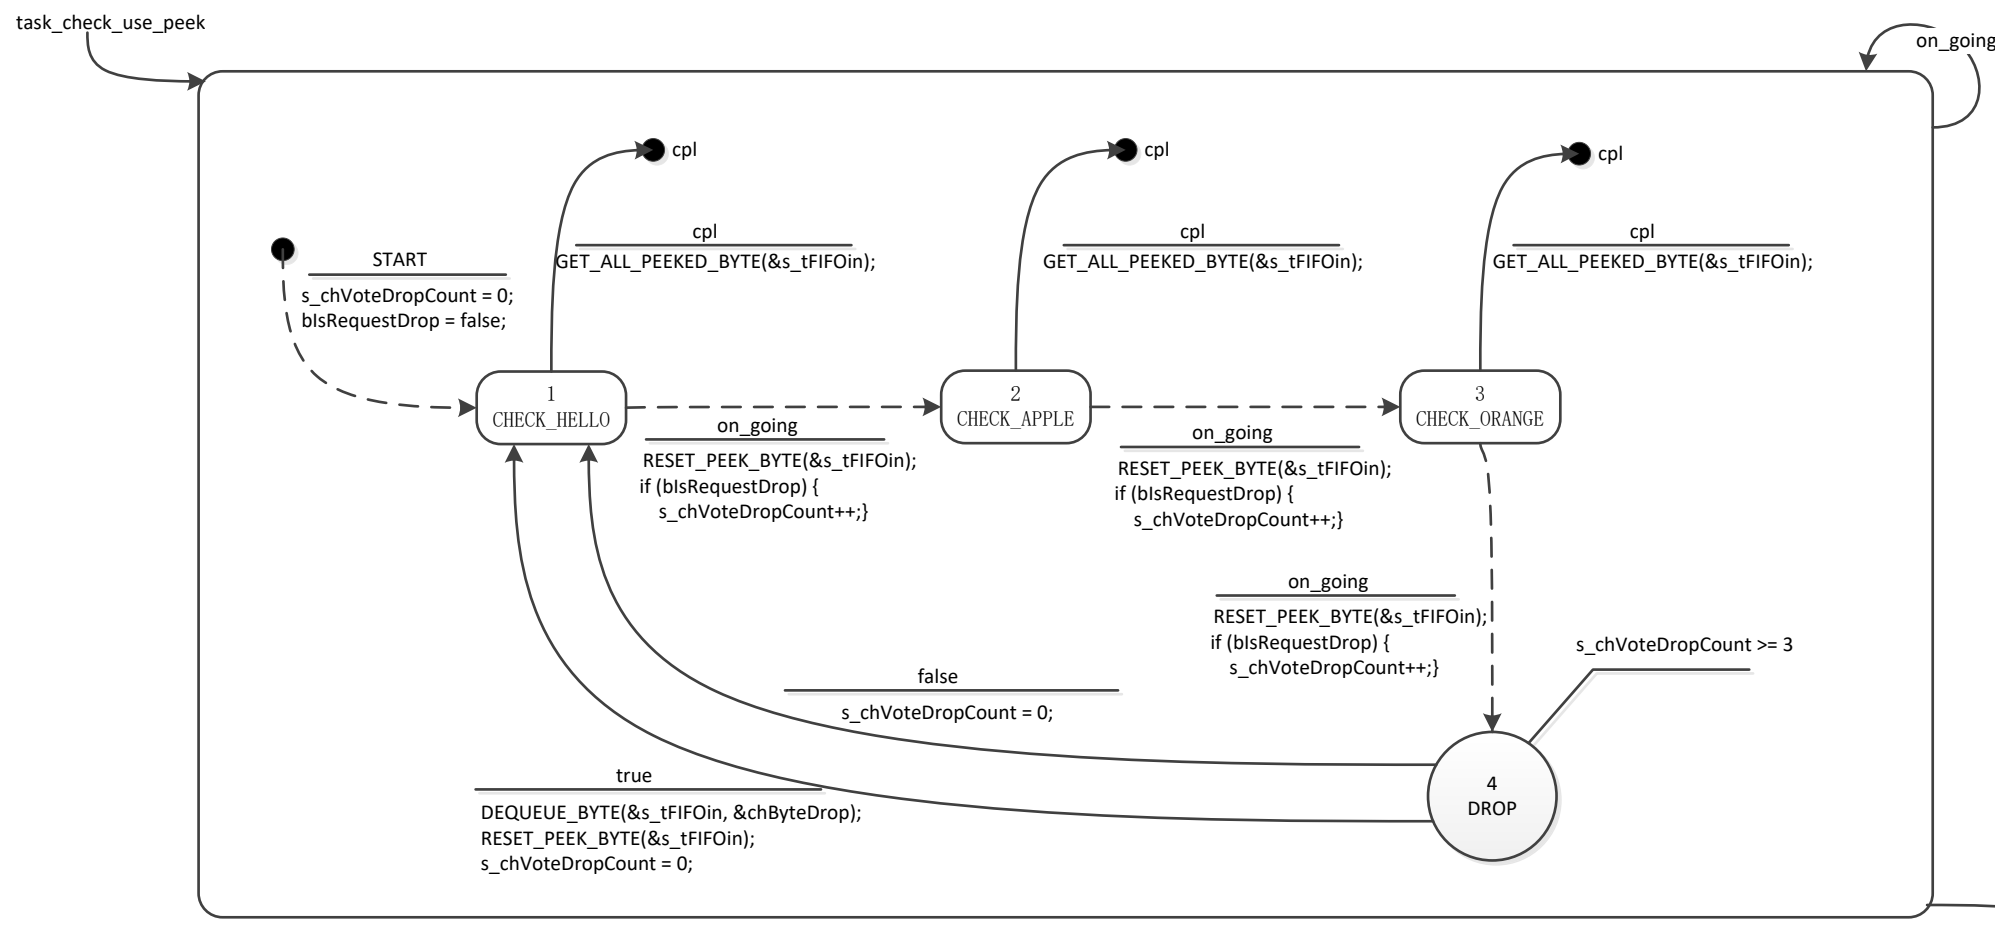 task_check_use_peek
on_going
cpl
cpl
cpl
START
s_chVoteDropCount = 0;
bIsRequestDrop = false;
cpl
GET_ALL_PEEKED_BYTE(&s_tFIFOin);
cpl
GET_ALL_PEEKED_BYTE(&s_tFIFOin);
cpl
GET_ALL_PEEKED_BYTE(&s_tFIFOin);
1
CHECK_HELLO
2
CHECK_APPLE
3
CHECK_ORANGE
on_going
RESET_PEEK_BYTE(&s_tFIFOin);
if (bIsRequestDrop) {
s_chVoteDropCount++;}
on_going
RESET_PEEK_BYTE(&s_tFIFOin);
if (bIsRequestDrop) {
s_chVoteDropCount++;}
on_going
RESET_PEEK_BYTE(&s_tFIFOin);
if (bIsRequestDrop) {
s_chVoteDropCount++;}
s_chVoteDropCount >= 3
false
s_chVoteDropCount = 0;
true
DEQUEUE_BYTE(&s_tFIFOin, &chByteDrop);
RESET_PEEK_BYTE(&s_tFIFOin);
s_chVoteDropCount = 0;
4
DROP